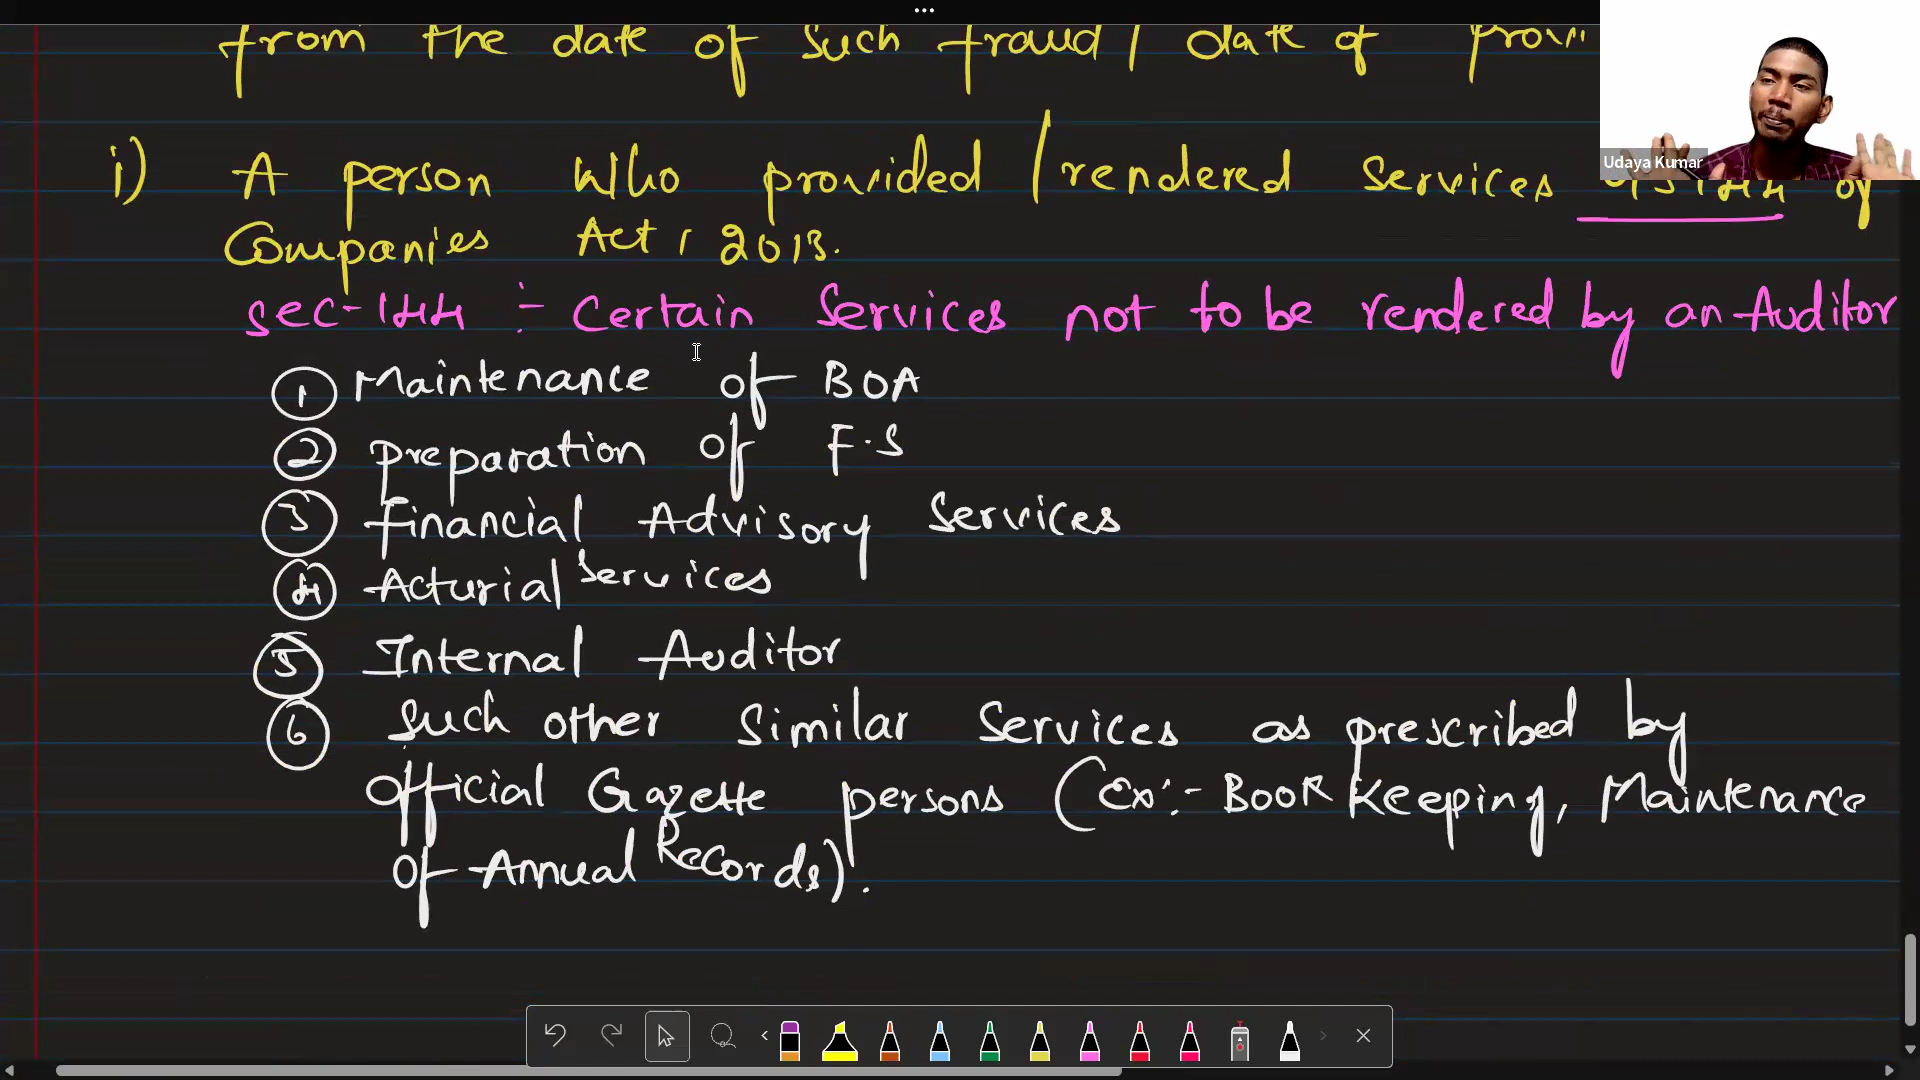 from the date of such fraud / date of
Udaya Kumar
i) A person who provided / rendered services u/s 144 of
Companies Act, 2013.
Sec-144 :- Certain Services not to be rendered by an Auditor
1 Maintenance of BOA
2 preparation of F.S
3 Financial Advisory Services
4 Acturial Services
5 Internal Auditor
6 Such other Similar Services as prescribed by
Official Gazette persons (Ex:- Book Keeping, Maintenance
Of Annual Records).